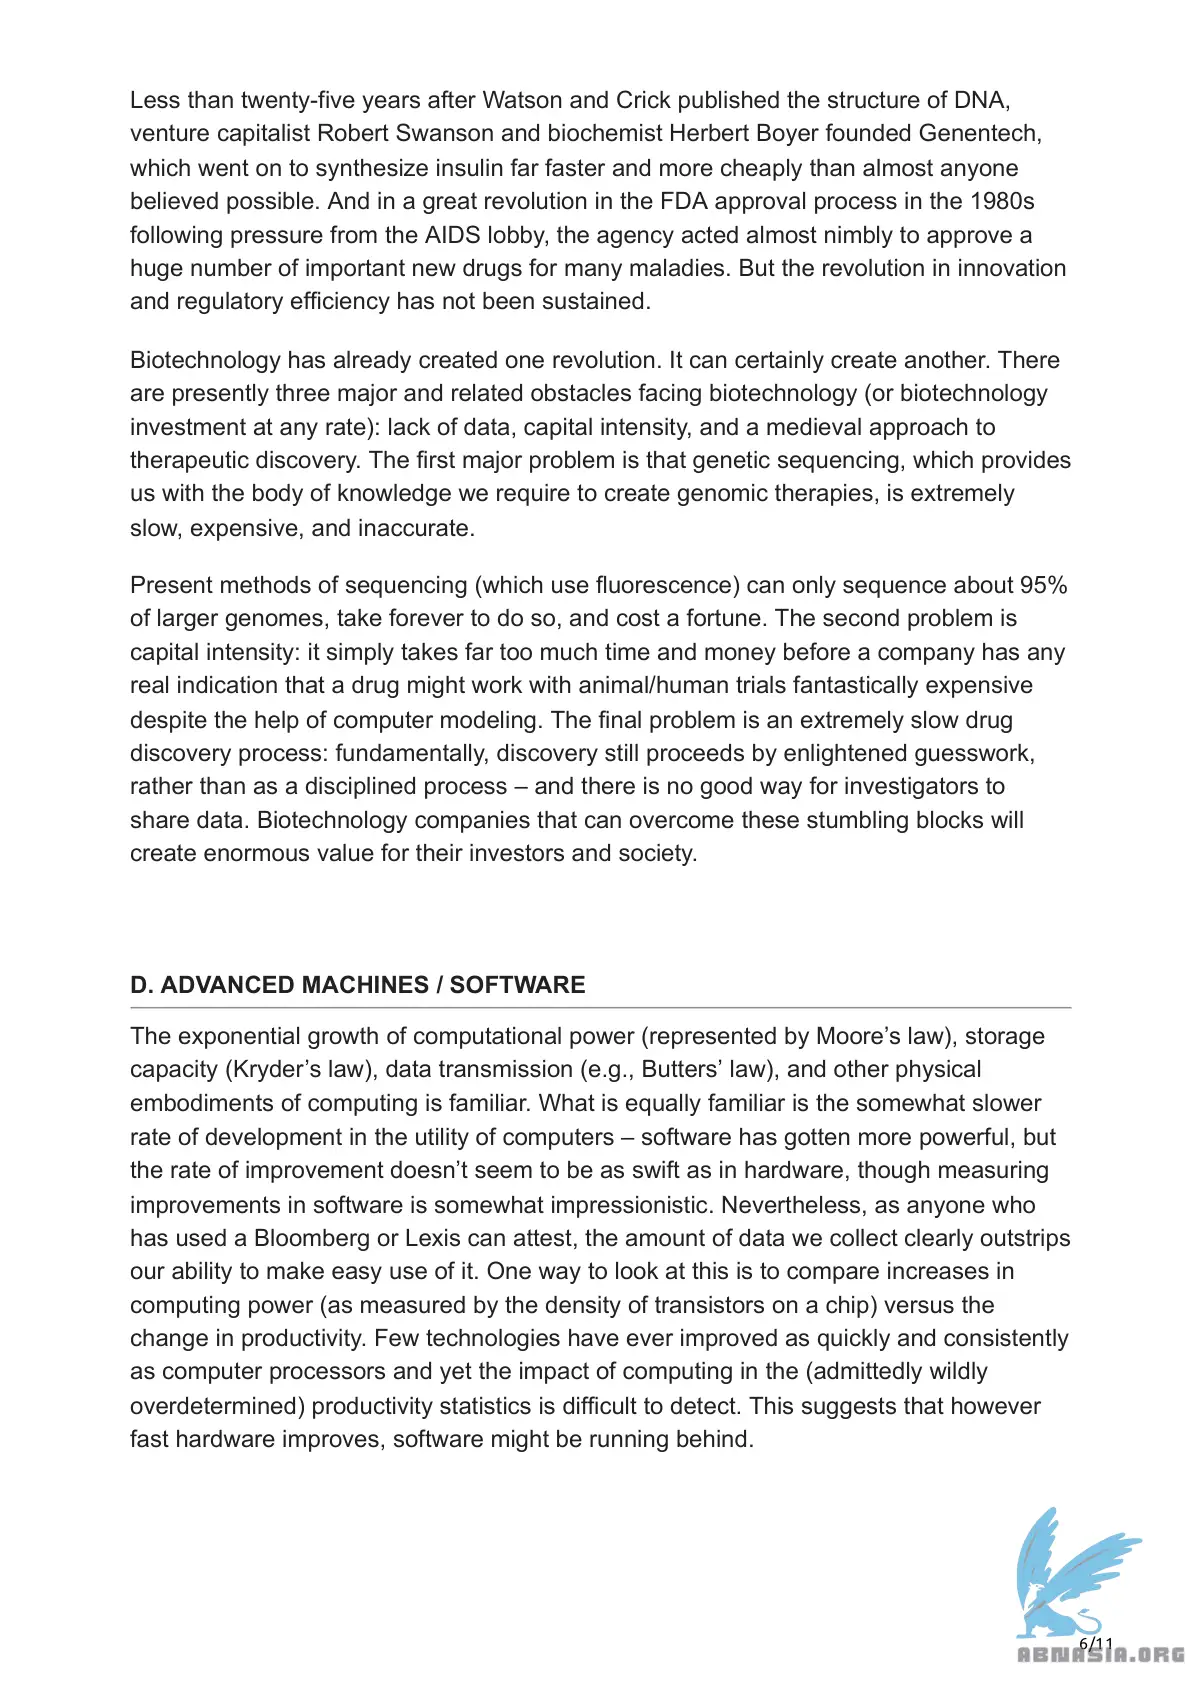 Less than twenty-five years after Watson and Crick published the structure of DNA,
venture capitalist Robert Swanson and biochemist Herbert Boyer founded Genentech,
which went on to synthesize insulin far faster and more cheaply than almost anyone
believed possible. And in a great revolution in the FDA approval process in the 1980s
following pressure from the AIDS lobby, the agency acted almost nimbly to approve a
huge number of important new drugs for many maladies. But the revolution in innovation
and regulatory efficiency has not been sustained.
Biotechnology has already created one revolution. It can certainly create another. There
are presently three major and related obstacles facing biotechnology (or biotechnology
investment at any rate): lack of data, capital intensity, and a medieval approach to
therapeutic discovery. The first major problem is that genetic sequencing, which provides
us with the body of knowledge we require to create genomic therapies, is extremely
slow, expensive, and inaccurate.
Present methods of sequencing (which use fluorescence) can only sequence about 95%
of larger genomes, take forever to do so, and cost a fortune. The second problem is
capital intensity: it simply takes far too much time and money before a company has any
real indication that a drug might work with animal/human trials fantastically expensive
despite the help of computer modeling. The final problem is an extremely slow drug
discovery process: fundamentally, discovery still proceeds by enlightened guesswork,
rather than as a disciplined process – and there is no good way for investigators to
share data. Biotechnology companies that can overcome these stumbling blocks will
create enormous value for their investors and society.
D. ADVANCED MACHINES / SOFTWARE
The exponential growth of computational power (represented by Moore’s law), storage
capacity (Kryder’s law), data transmission (e.g., Butters’ law), and other physical
embodiments of computing is familiar. What is equally familiar is the somewhat slower
rate of development in the utility of computers – software has gotten more powerful, but
the rate of improvement doesn’t seem to be as swift as in hardware, though measuring
improvements in software is somewhat impressionistic. Nevertheless, as anyone who
has used a Bloomberg or Lexis can attest, the amount of data we collect clearly outstrips
our ability to make easy use of it. One way to look at this is to compare increases in
computing power (as measured by the density of transistors on a chip) versus the
change in productivity. Few technologies have ever improved as quickly and consistently
as computer processors and yet the impact of computing in the (admittedly wildly
overdetermined) productivity statistics is difficult to detect. This suggests that however
fast hardware improves, software might be running behind.
6/11
ABNASIA.ORG